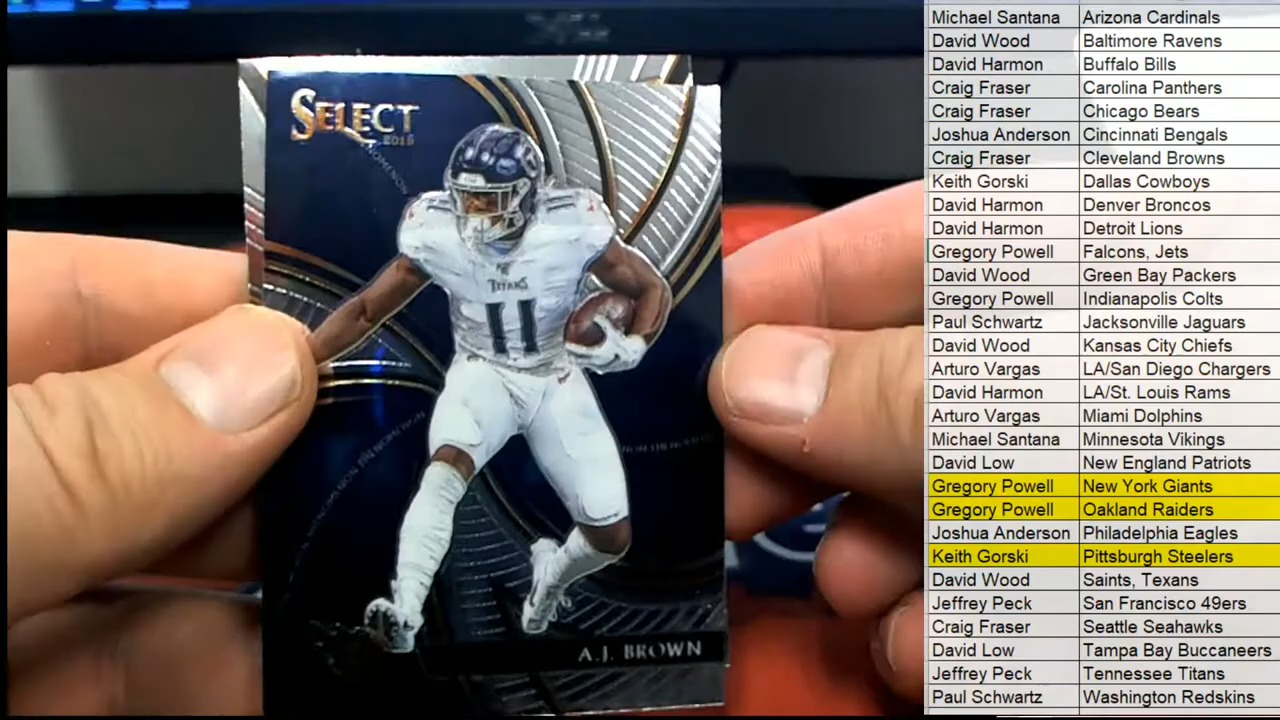 SELECT
TITANS
11
A.J. BROWN
Michael Santana Arizona Cardinals
David Wood Baltimore Ravens
David Harmon Buffalo Bills
Craig Fraser Carolina Panthers
Craig Fraser Chicago Bears
Joshua Anderson Cincinnati Bengals
Craig Fraser Cleveland Browns
Keith Gorski Dallas Cowboys
David Harmon Denver Broncos
David Harmon Detroit Lions
Gregory Powell Falcons, Jets
David Wood Green Bay Packers
Gregory Powell Indianapolis Colts
Paul Schwartz Jacksonville Jaguars
David Wood Kansas City Chiefs
Arturo Vargas LA/San Diego Chargers
David Harmon LA/St. Louis Rams
Arturo Vargas Miami Dolphins
Michael Santana Minnesota Vikings
David Low New England Patriots
Gregory Powell New York Giants
Gregory Powell Oakland Raiders
Joshua Anderson Philadelphia Eagles
Keith Gorski Pittsburgh Steelers
David Wood Saints, Texans
Jeffrey Peck San Francisco 49ers
Craig Fraser Seattle Seahawks
David Low Tampa Bay Buccaneers
Jeffrey Peck Tennessee Titans
Paul Schwartz Washington Redskins